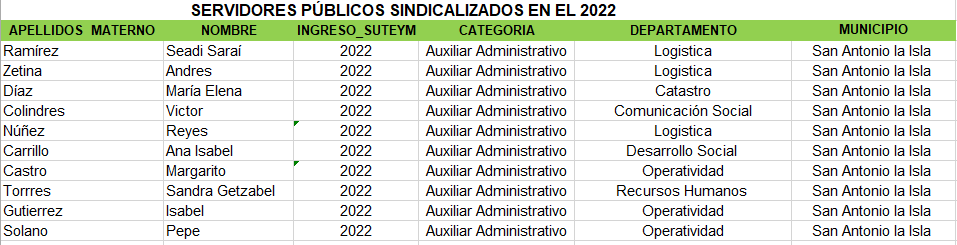 SERVIDORES PÚBLICOS SINDICALIZADOS EN EL 2022
APELLIDOS MATERNO NOMBRE INGRESO_SUTEYM CATEGORIA DEPARTAMENTO MUNICIPIO
Ramírez Seadi Saraí 2022 Auxiliar Administrativo Logistica San Antonio la Isla
Zetina Andres 2022 Auxiliar Administrativo Logistica San Antonio la Isla
Díaz María Elena 2022 Auxiliar Administrativo Catastro San Antonio la Isla
Colindres Victor 2022 Auxiliar Administrativo Comunicación Social San Antonio la Isla
Núñez Reyes 2022 Auxiliar Administrativo Logistica San Antonio la Isla
Carrillo Ana Isabel 2022 Auxiliar Administrativo Desarrollo Social San Antonio la Isla
Castro Margarito 2022 Auxiliar Administrativo Operatividad San Antonio la Isla
Torrres Sandra Getzabel 2022 Auxiliar Administrativo Recursos Humanos San Antonio la Isla
Gutierrez Isabel 2022 Auxiliar Administrativo Operatividad San Antonio la Isla
Solano Pepe 2022 Auxiliar Administrativo Operatividad San Antonio la Isla